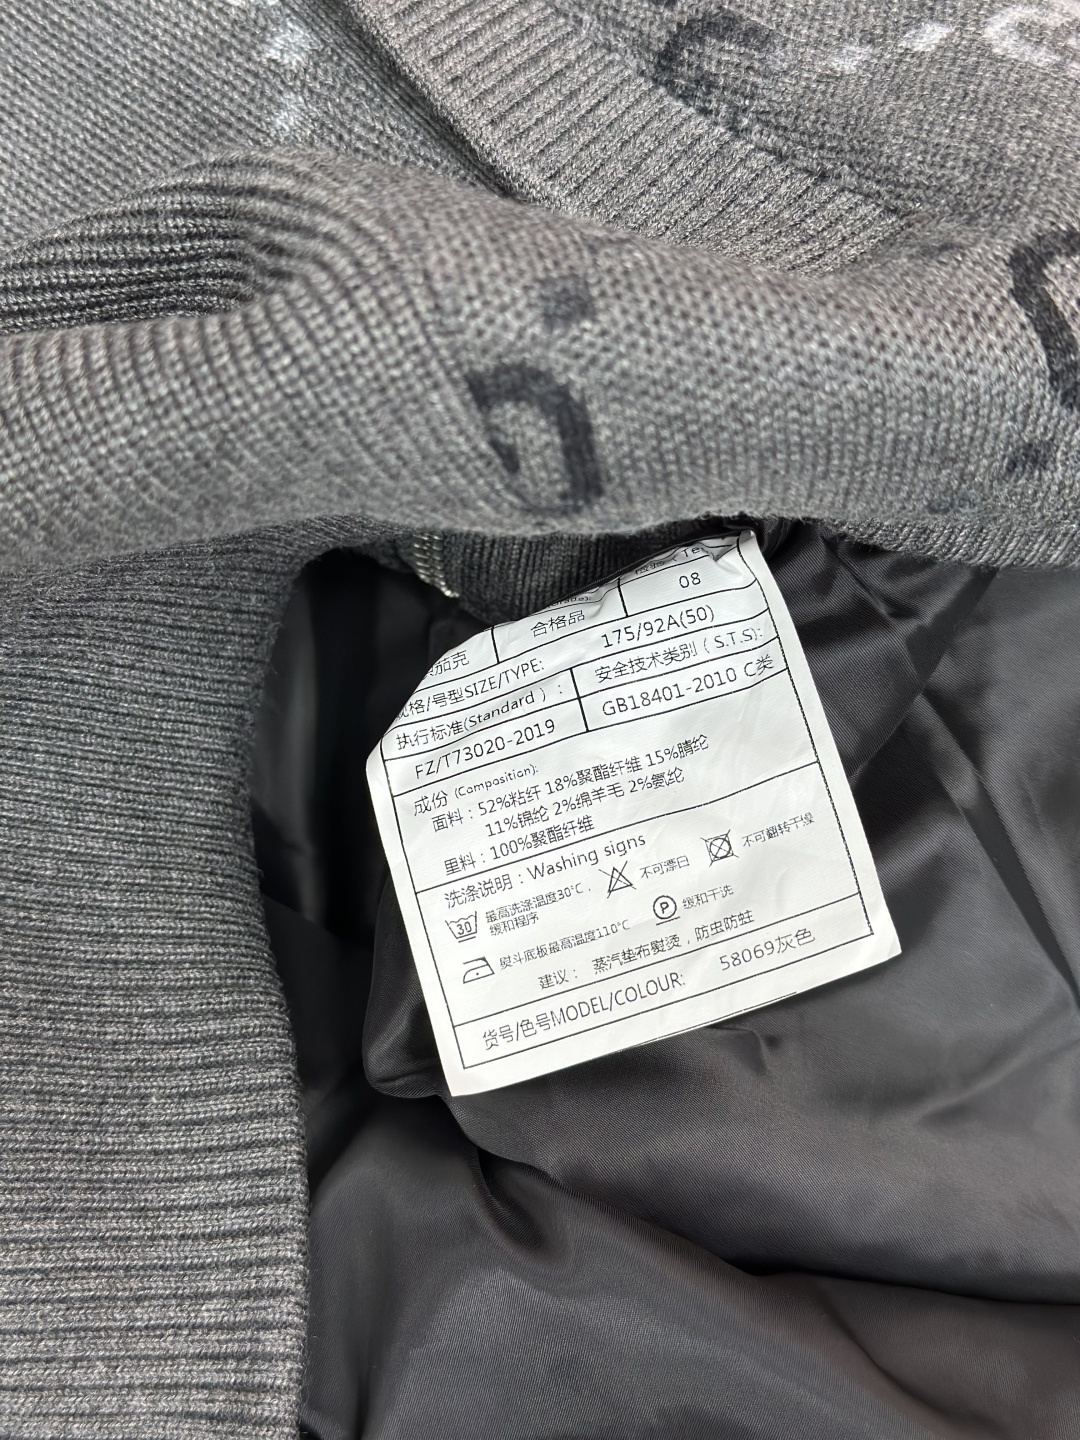 08
合格品
茄克
格/号型SIZE/TYPE: 175/92A(50)
执行标准(Standard): 安全技术类别(S.T.S):
FZ/T73020-2019 GB18401-2010 C类
成份 (Composition):
面料:52%粘纤 18%聚酯纤维 15%腈纶
11%锦纶 2%绵羊毛 2%氨纶
里料:100%聚酯纤维
洗涤说明:Washing signs
30 最高洗涤温度30℃,
缓和程序
不可漂白
不可翻转干燥
熨斗底板最高温度110℃
P 缓和干洗
建议: 蒸汽垫布熨烫,防虫防蛀
货号/色号MODEL/COLOUR: 58069灰色